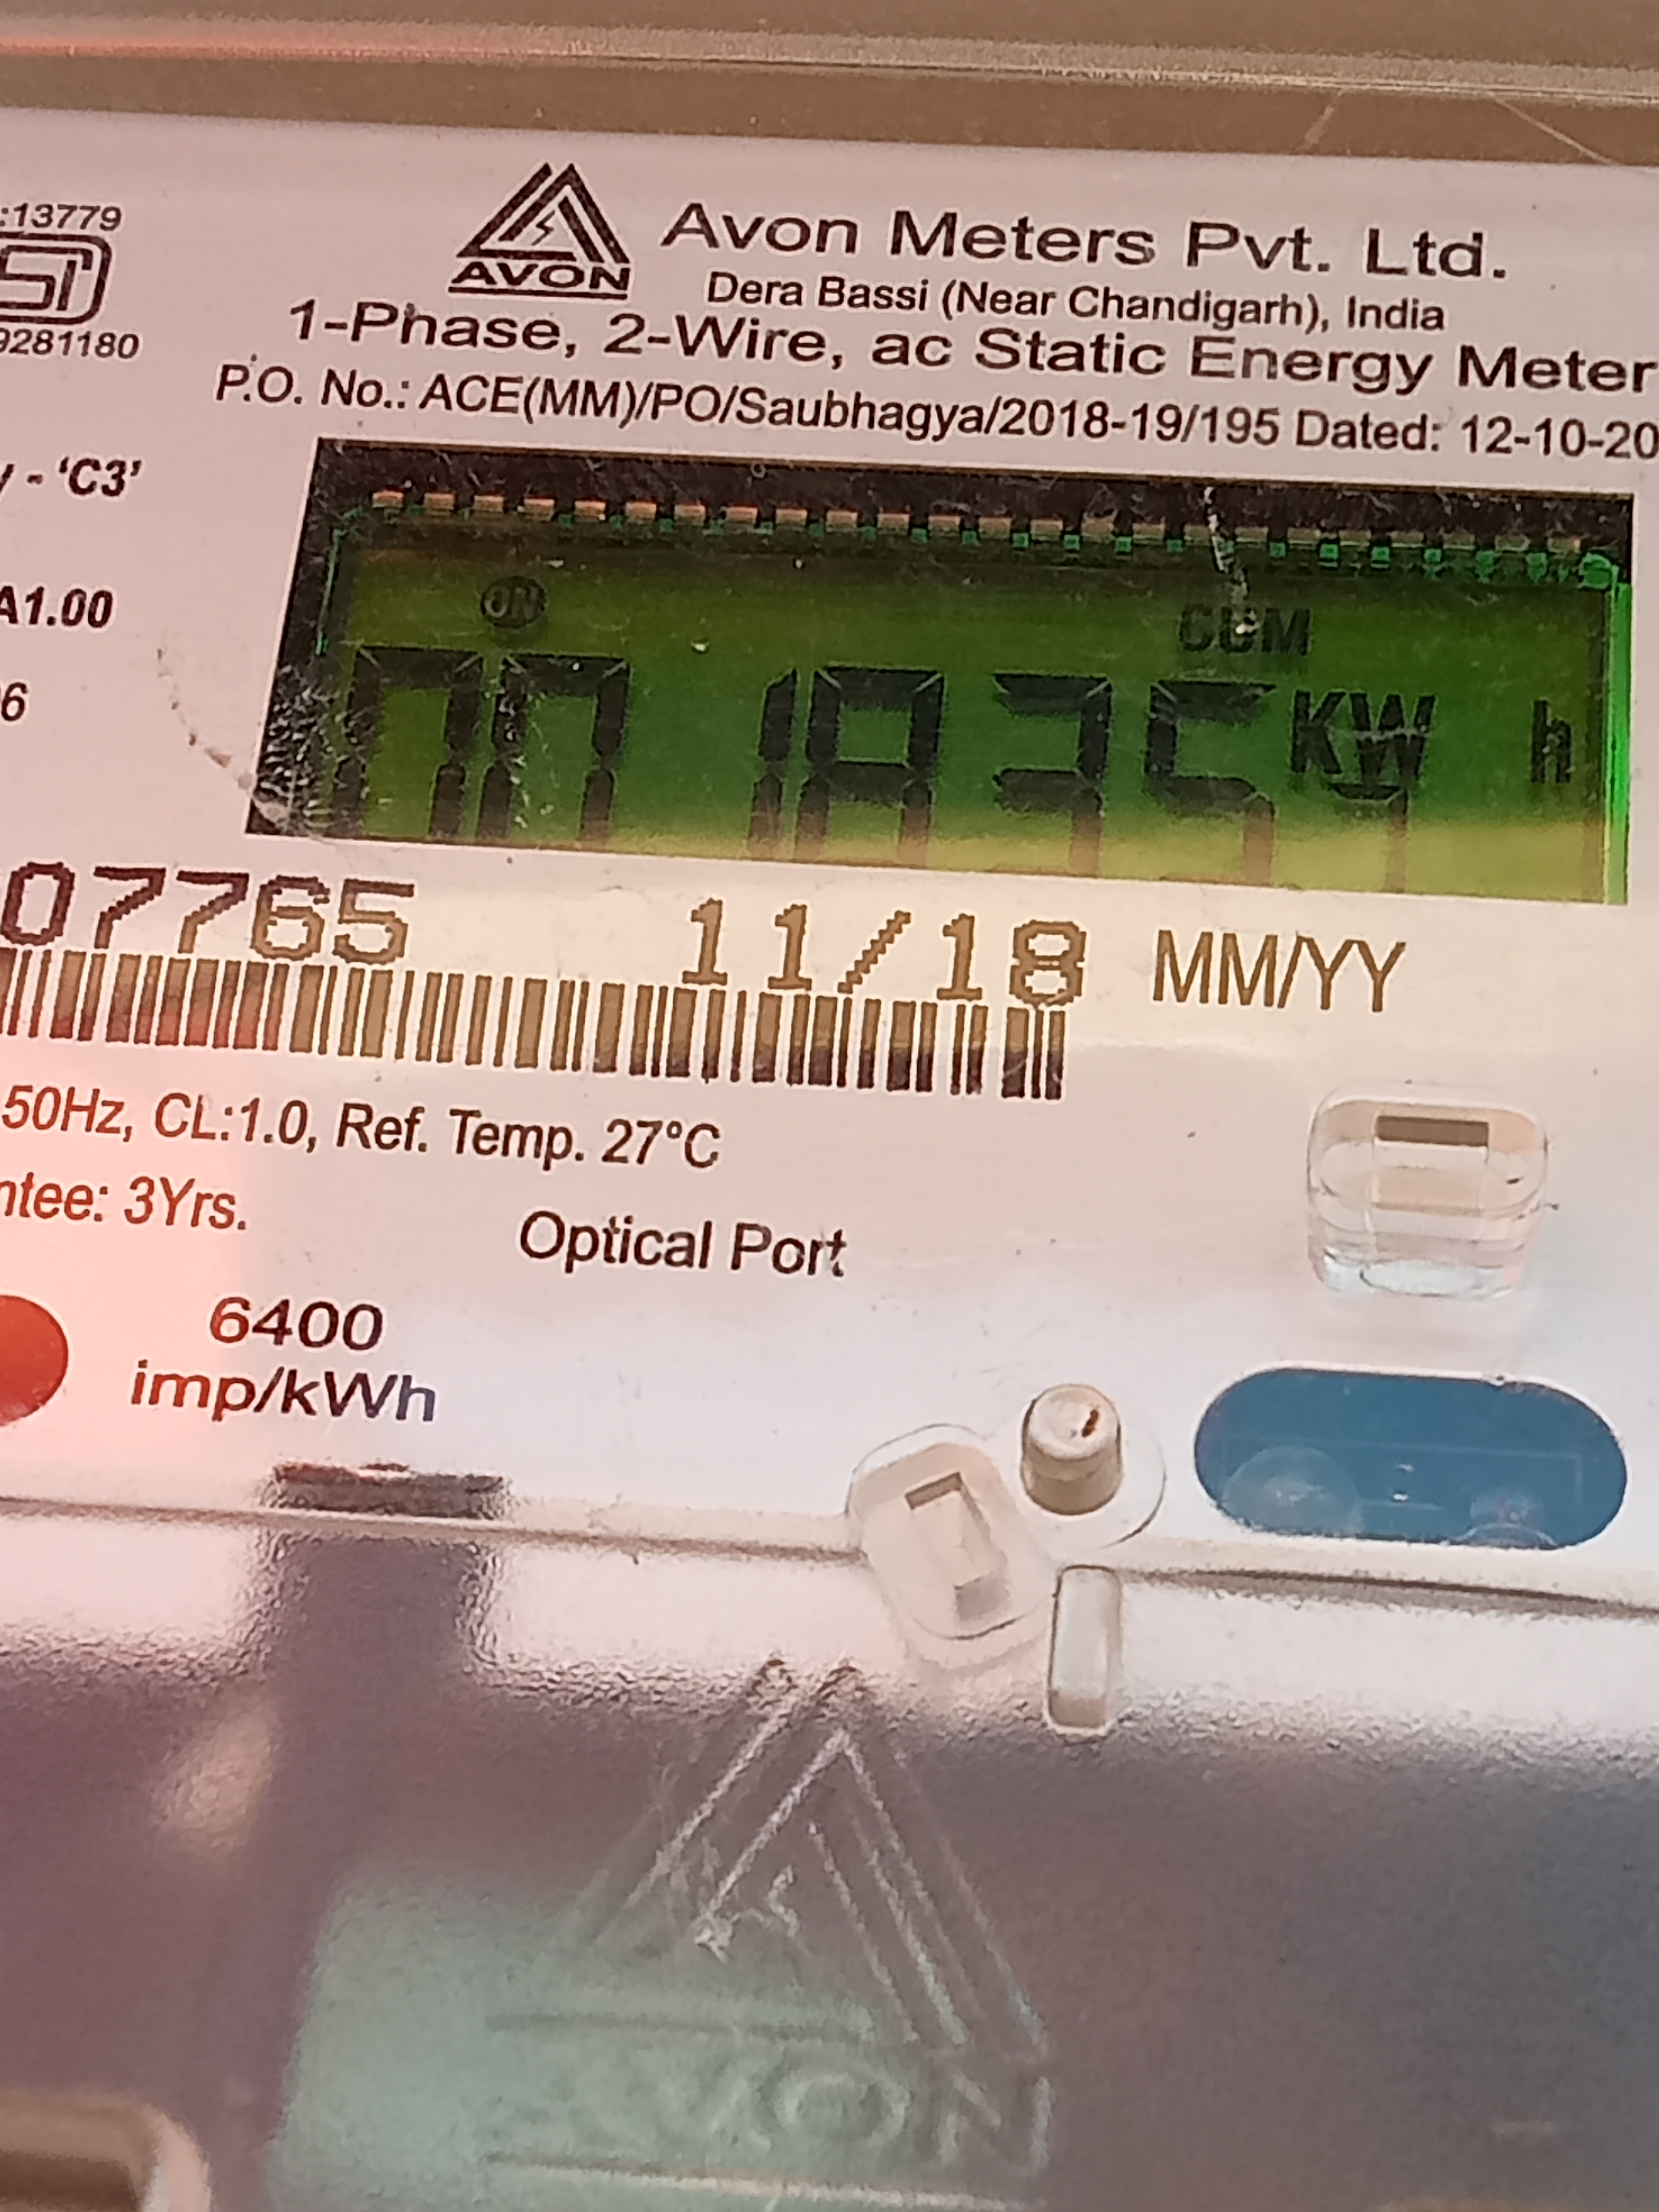 :13779
9281180
AVON
Avon Meters Pvt. Ltd.
Dera Bassi (Near Chandigarh), India
1-Phase, 2-Wire, ac Static Energy Meter
P.O. No.: ACE(MM)/PO/Saubhagya/2018-19/195 Dated: 12-10-20
- 'C3'
A1.00
6
ON
CUM
001835 KW h
07765 11/18 MM/YY
50Hz, CL:1.0, Ref. Temp. 27°C
ntee: 3Yrs.
Optical Port
6400
imp/kWh
AVON